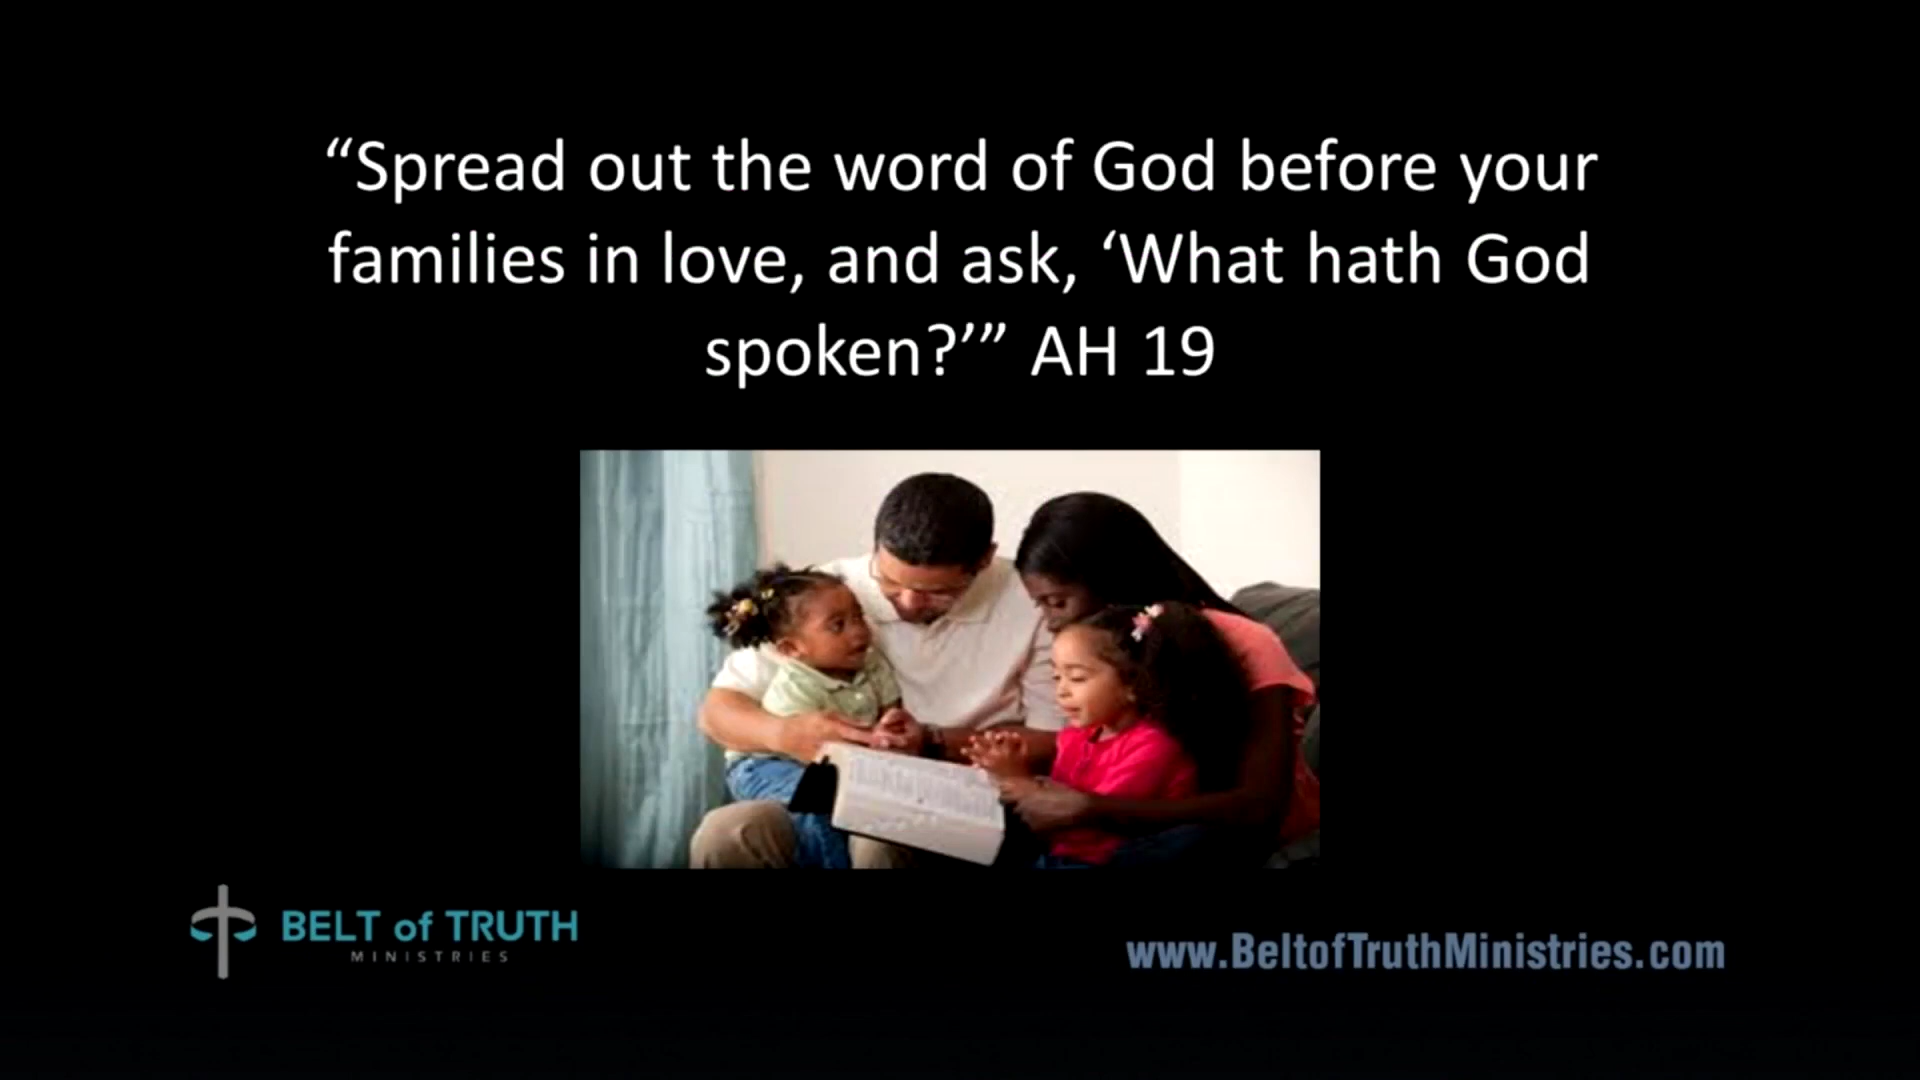 “Spread out the word of God before your
families in love, and ask, ‘What hath God
spoken?’” AH 19
BELT of TRUTH
MINISTRIES
www.BeltofTruthMinistries.com